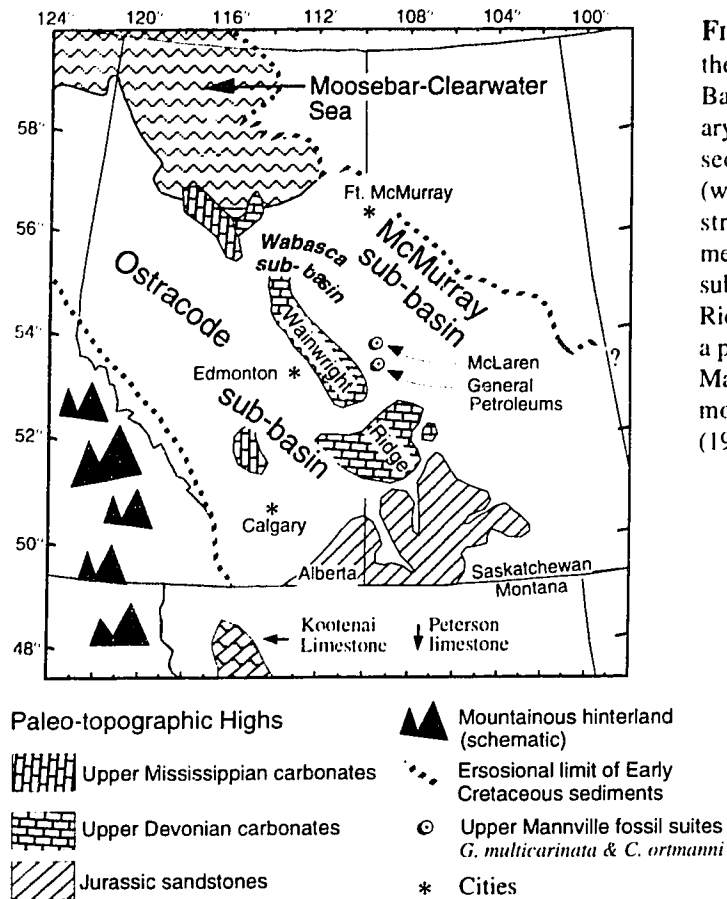 124° 120° 116° 112° 108° 104° 100°
58°
56°
54°
52°
50°
48°
Moosebar-Clearwater
Sea
Ft. McMurray
*
Wabasca
sub-basin
McMurray
sub-basin
Ostracode
sub-basin
Wainwright
Ridge
McLaren
General
Petroleums
Edmonton *
*
Calgary
?
Alberta
Saskatchewan
Montana
Kootenai
Limestone
Peterson
limestone
Paleo-topographic Highs
Upper Mississippian carbonates
Upper Devonian carbonates
Jurassic sandstones
Mountainous hinterland
(schematic)
Ersosional limit of Early
Cretaceous sediments
Upper Mannville fossil suites
G. multicarinata & C. ortmanni
* Cities
FI
the
Ba
ary
sec
(w
str
me
sub
Ric
a p
Ma
mo
(19